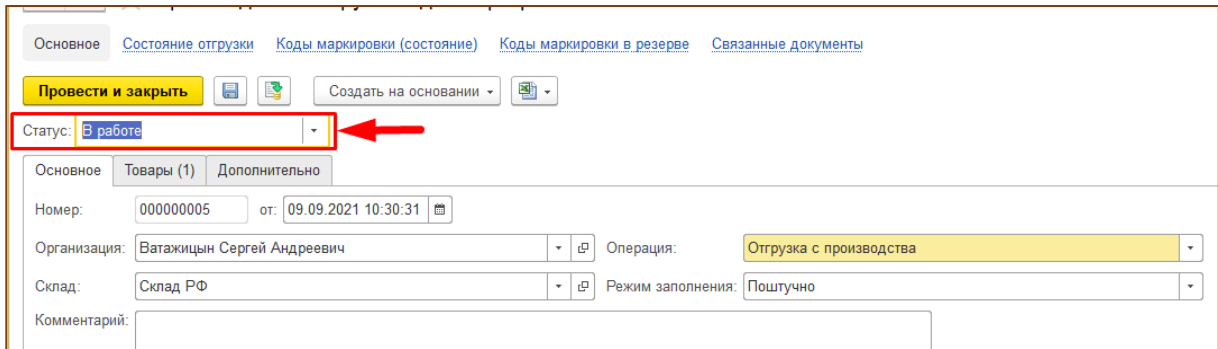 Основное Состояние отгрузки Коды маркировки (состояние) Коды маркировки в резерве Связанные документы
Провести и закрыть Создать на основании
Статус: В работе
Основное Товары (1) Дополнительно
Номер: 000000005 от: 09.09.2021 10:30:31
Организация: Ватажицын Сергей Андреевич Операция: Отгрузка с производства
Склад: Склад РФ Режим заполнения: Поштучно
Комментарий: